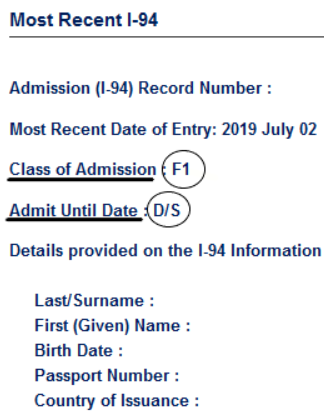 Most Recent I-94
Admission (I-94) Record Number :
Most Recent Date of Entry: 2019 July 02
Class of Admission : F1
Admit Until Date : D/S
Details provided on the I-94 Information
Last/Surname :
First (Given) Name :
Birth Date :
Passport Number :
Country of Issuance :